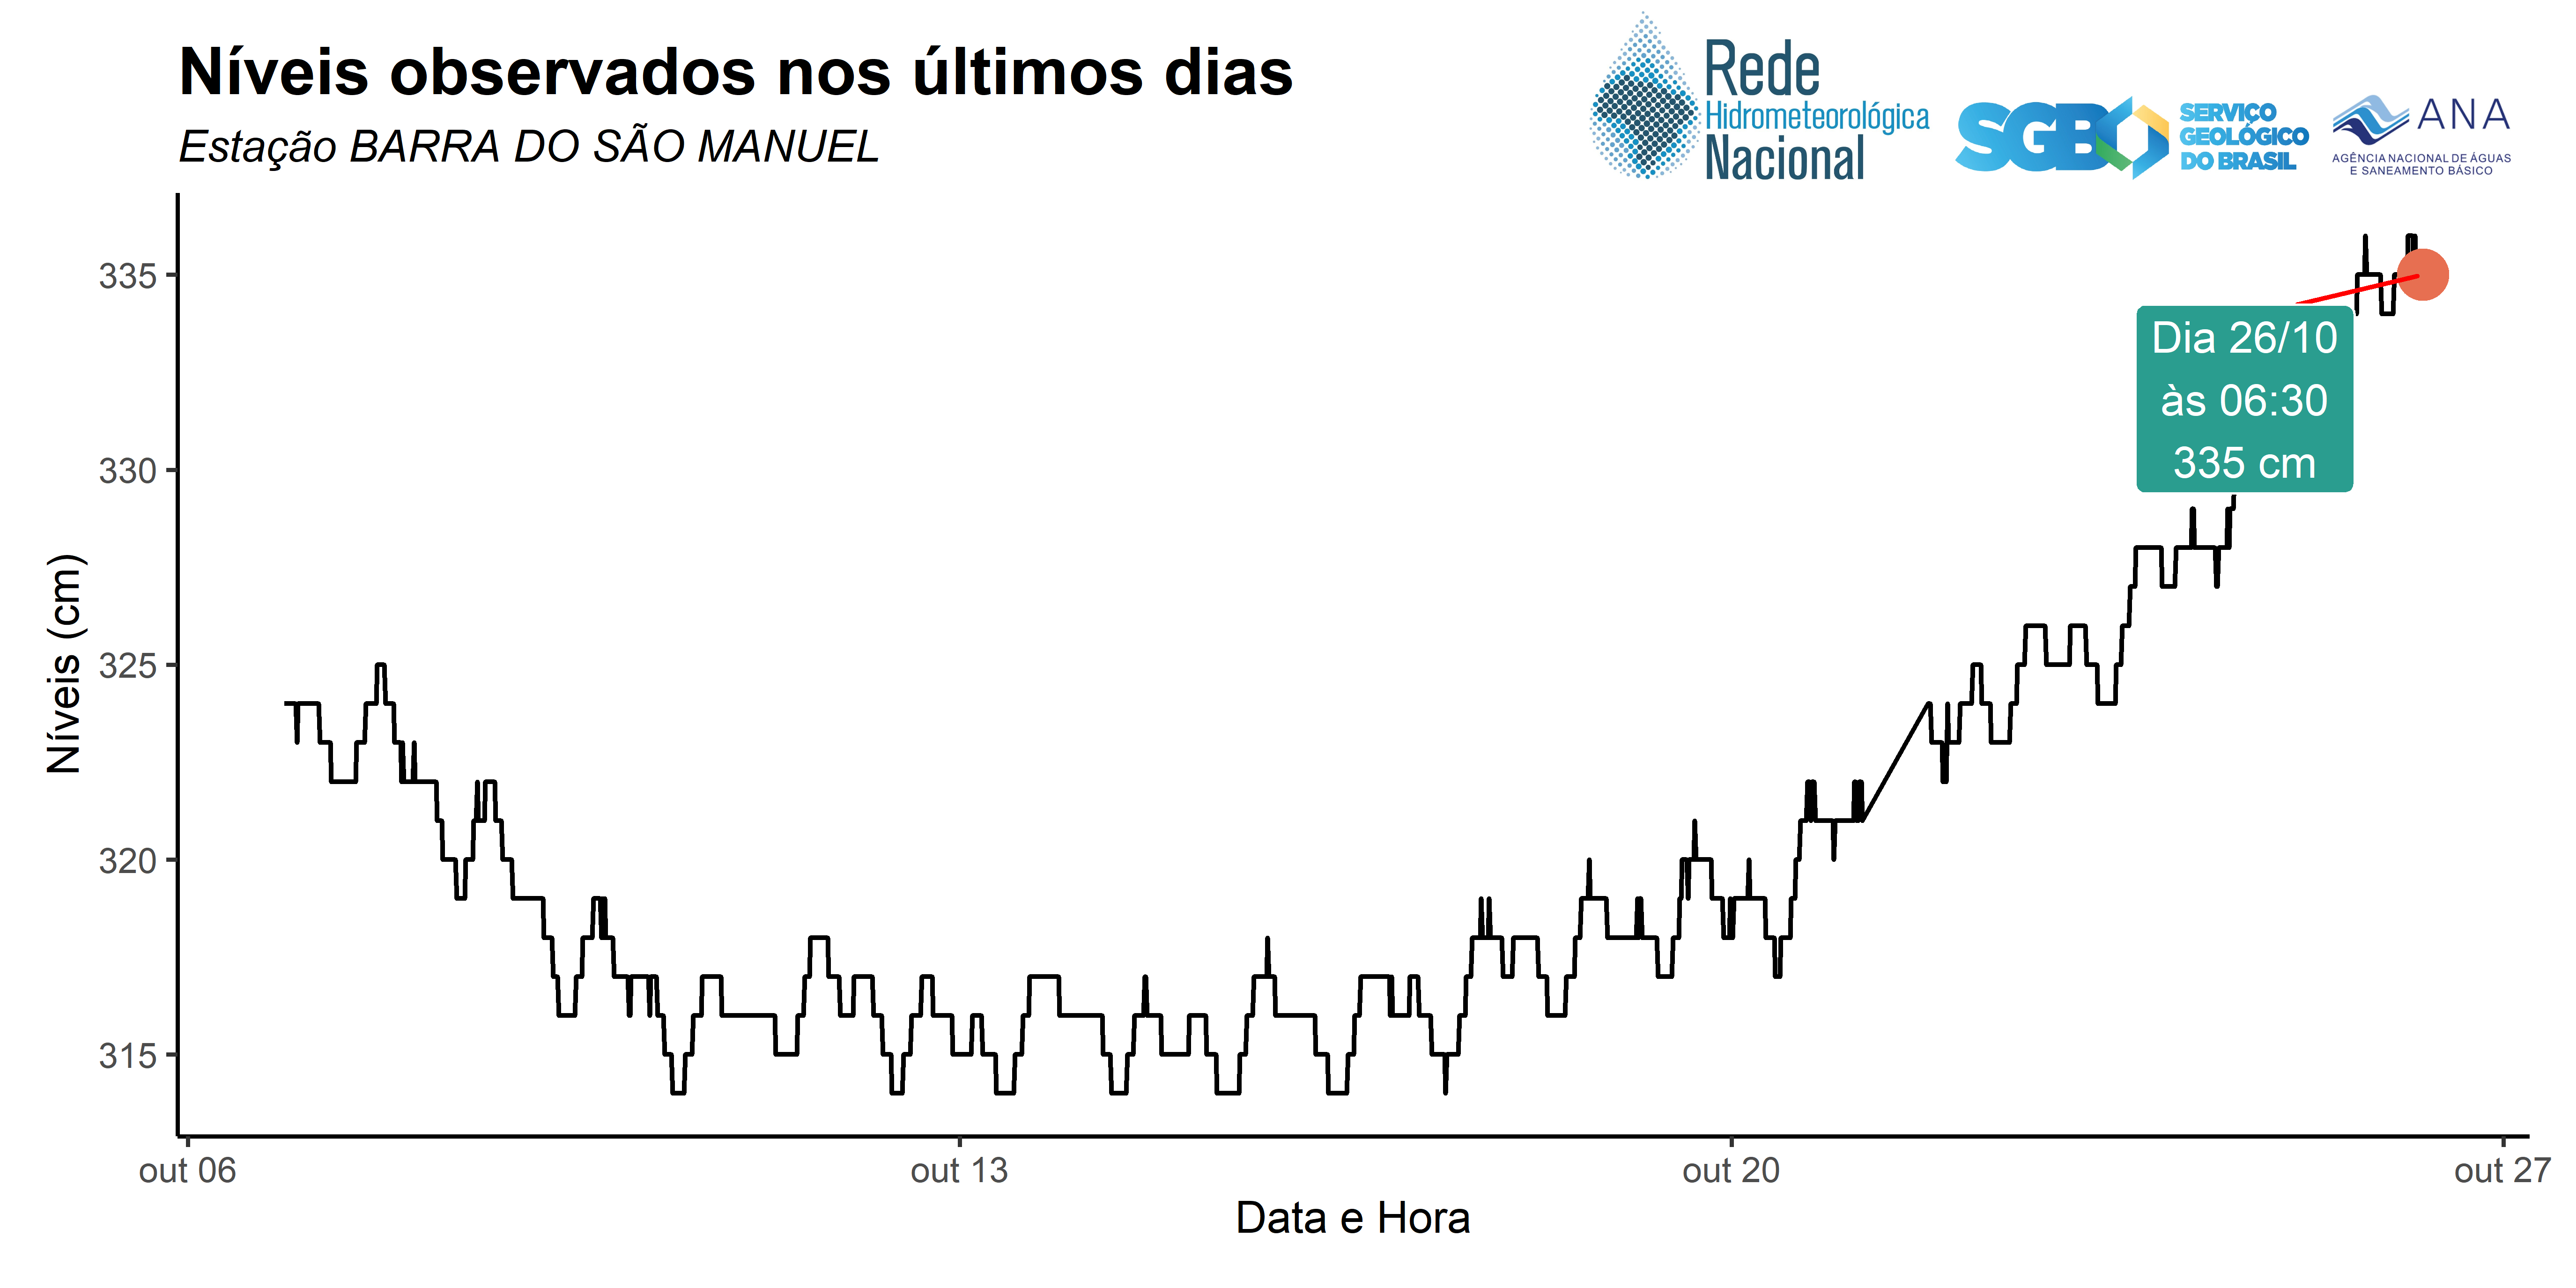 Níveis observados nos últimos dias
Estação BARRA DO SÃO MANUEL
Rede
Hidrometeorológica
Nacional
SGB
SERVIÇO
GEOLÓGICO
DO BRASIL
ANA
AGÊNCIA NACIONAL DE ÁGUAS
E SANEAMENTO BÁSICO
335
330
325
320
315
Níveis (cm)
Dia 26/10
às 06:30
335 cm
out 06
out 13
out 20
out 27
Data e Hora